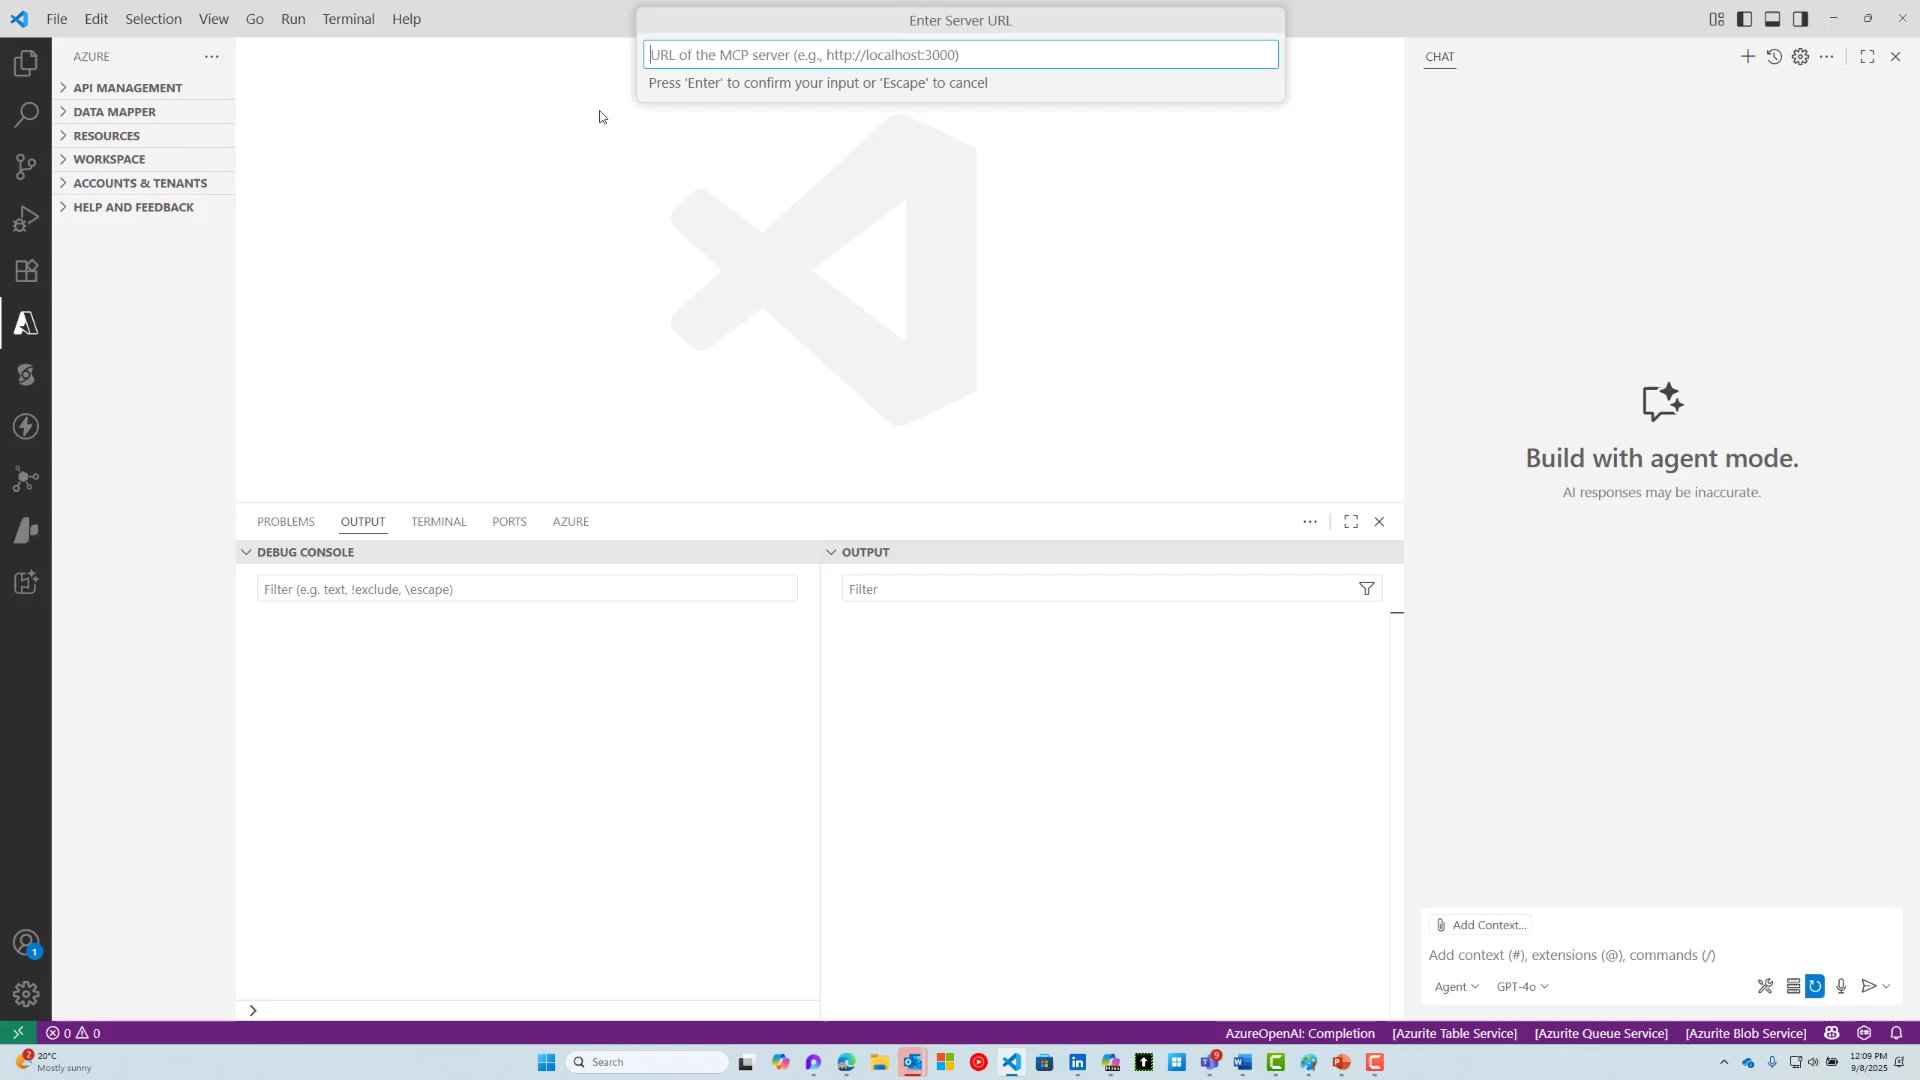 File Edit Selection View Go Run Terminal Help
Enter Server URL
URL of the MCP server (e.g., http://localhost:3000)
Press 'Enter' to confirm your input or 'Escape' to cancel
AZURE
API MANAGEMENT
DATA MAPPER
RESOURCES
WORKSPACE
ACCOUNTS & TENANTS
HELP AND FEEDBACK
CHAT
Build with agent mode.
AI responses may be inaccurate.
PROBLEMS OUTPUT TERMINAL PORTS AZURE
DEBUG CONSOLE
Filter (e.g. text, !exclude, \escape)
OUTPUT
Filter
Add Context...
Add context (#), extensions (@), commands (/)
Agent GPT-4o
1
0 0
AzureOpenAI: Completion [Azurite Table Service] [Azurite Queue Service] [Azurite Blob Service]
2
20°C
Mostly sunny
Search
9
12:09 PM
9/8/2025